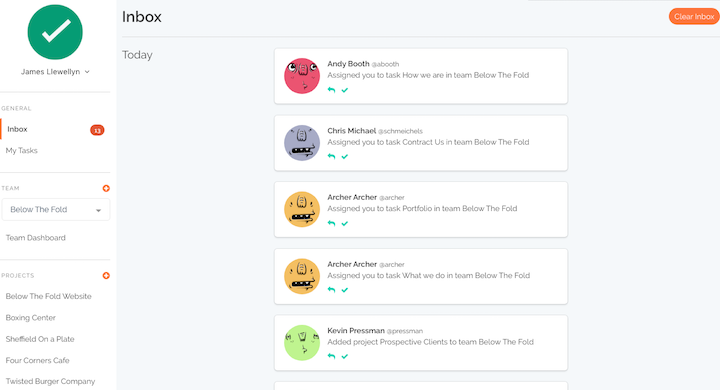 James Llewellyn
GENERAL
Inbox 13
My Tasks
TEAM
Below The Fold
Team Dashboard
PROJECTS
Below The Fold Website
Boxing Center
Sheffield On a Plate
Four Corners Cafe
Twisted Burger Company
Inbox
Clear Inbox
Today
Andy Booth @abooth
Assigned you to task How we are in team Below The Fold
Chris Michael @schmeichels
Assigned you to task Contract Us in team Below The Fold
Archer Archer @archer
Assigned you to task Portfolio in team Below The Fold
Archer Archer @archer
Assigned you to task What we do in team Below The Fold
Kevin Pressman @pressman
Added project Prospective Clients to team Below The Fold